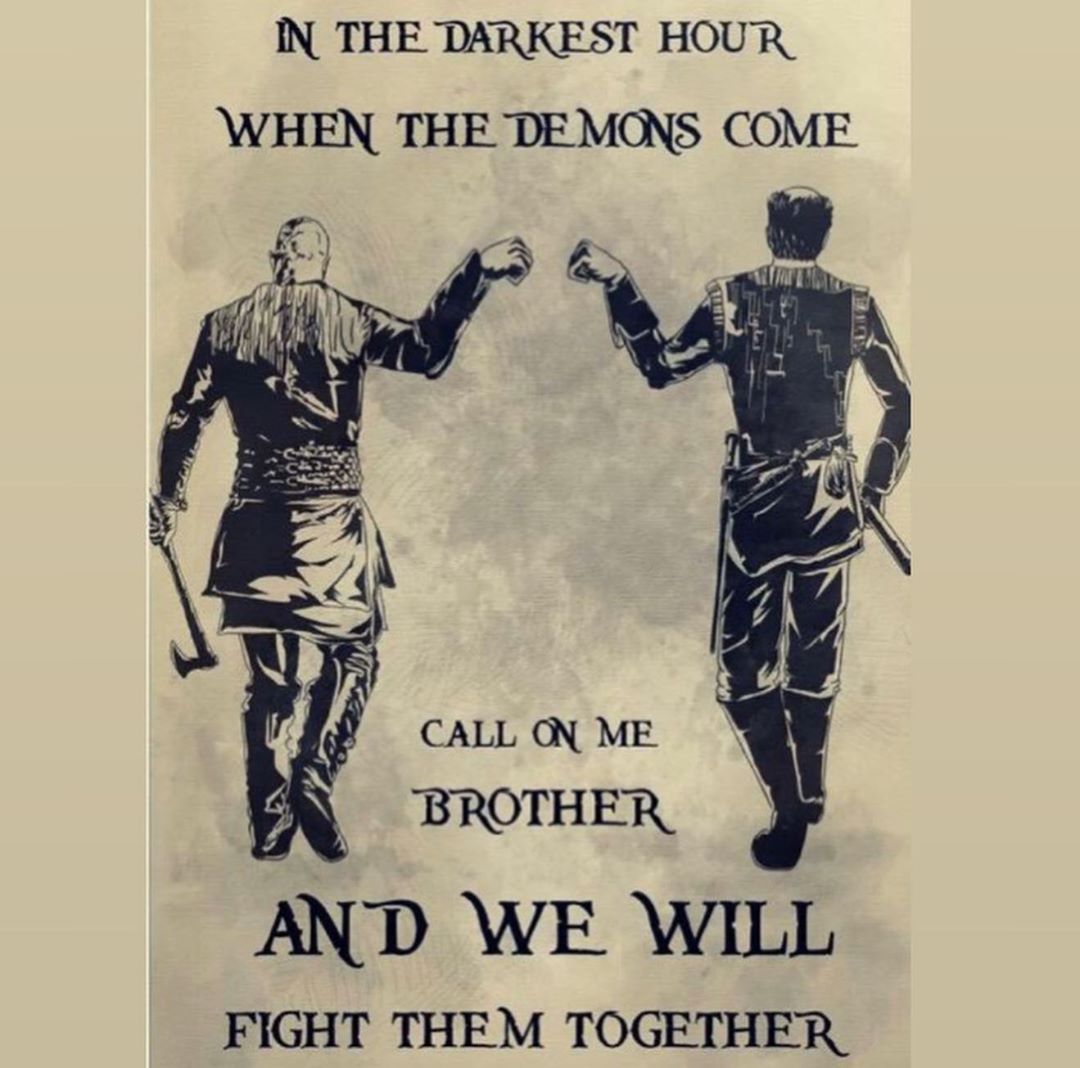 IN THE DARKEST HOUR
WHEN THE DEMONS COME
CALL ON ME
BROTHER
AND WE WILL
FIGHT THEM TOGETHER